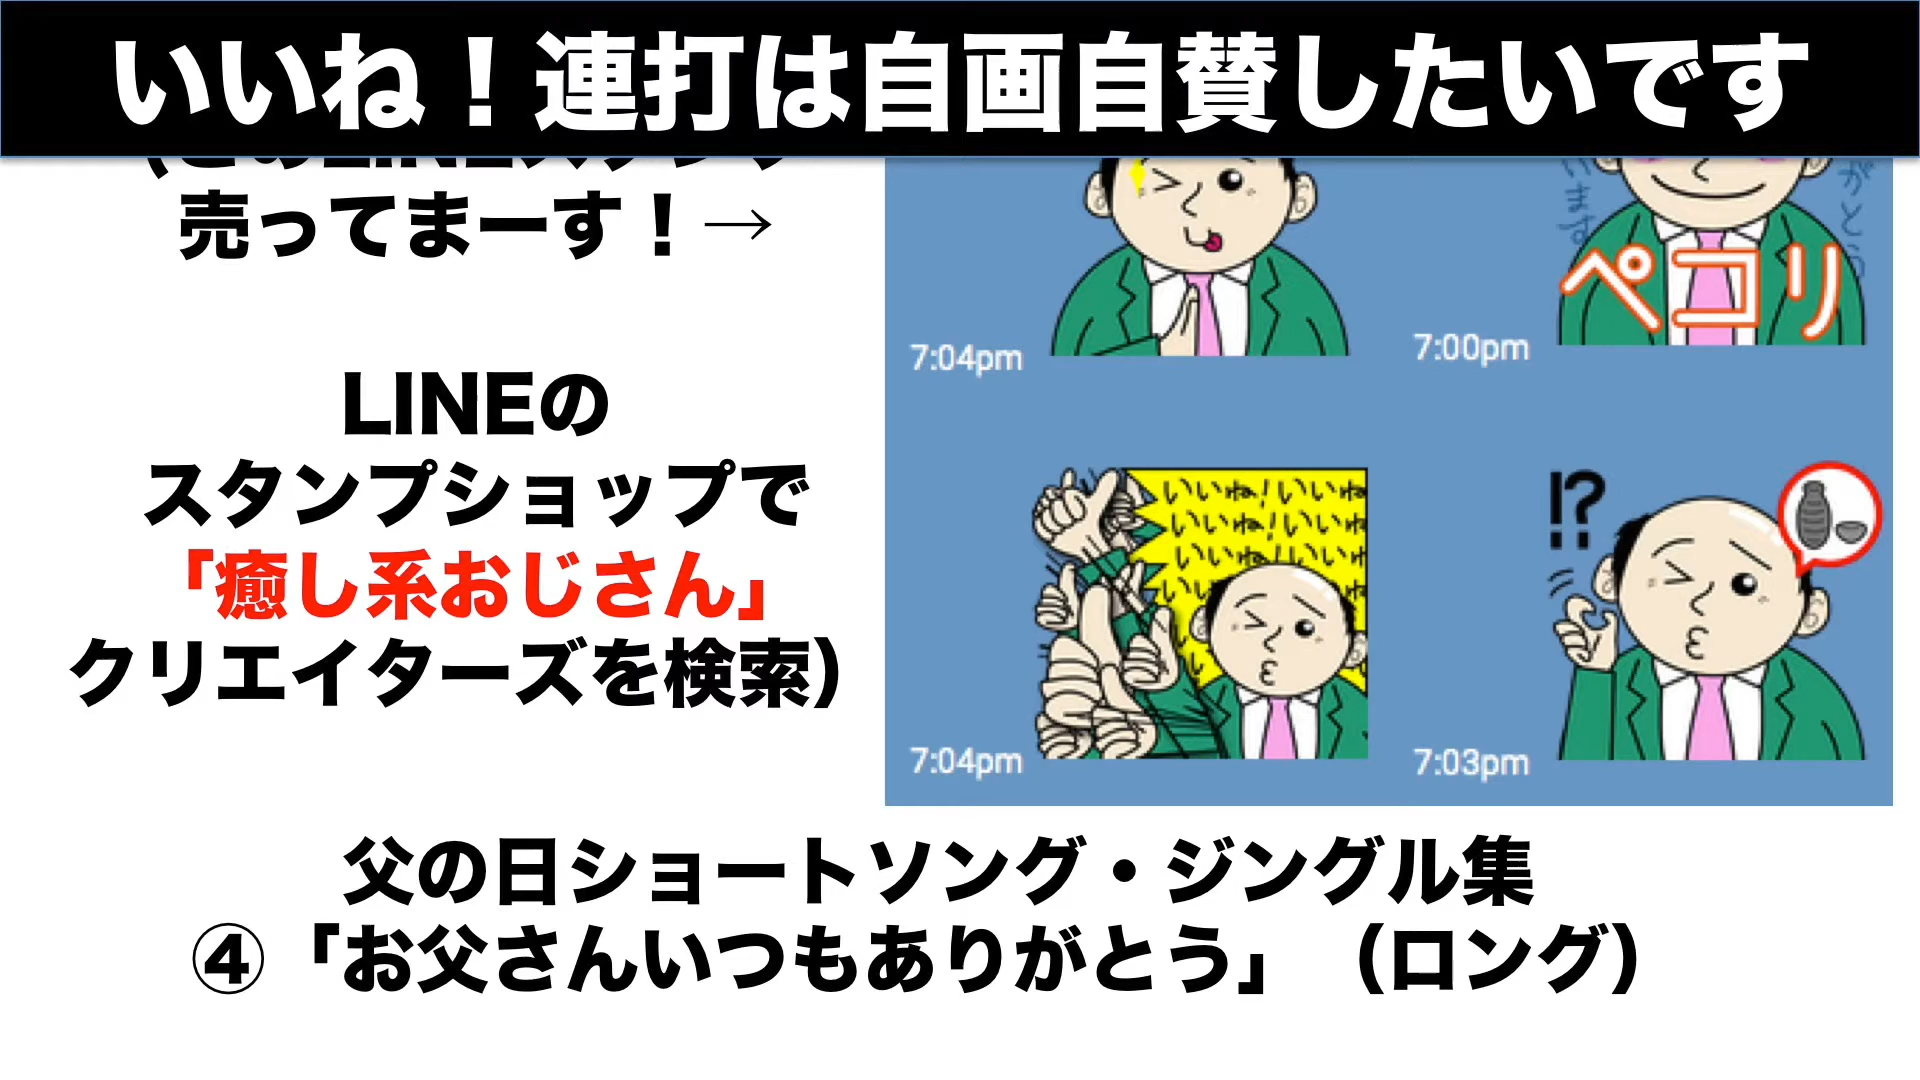 いいね！連打は自画自賛したいです
売ってまーす！→
LINEの
スタンプショップで
「癒し系おじさん」
クリエイターズを検索）
7:04pm
ペコリ
7:00pm
いいね！いいね
いいね！いいね
いいね！いいね
7:04pm
!?
7:03pm
父の日ショートソング・ジングル集
④「お父さんいつもありがとう」（ロング）